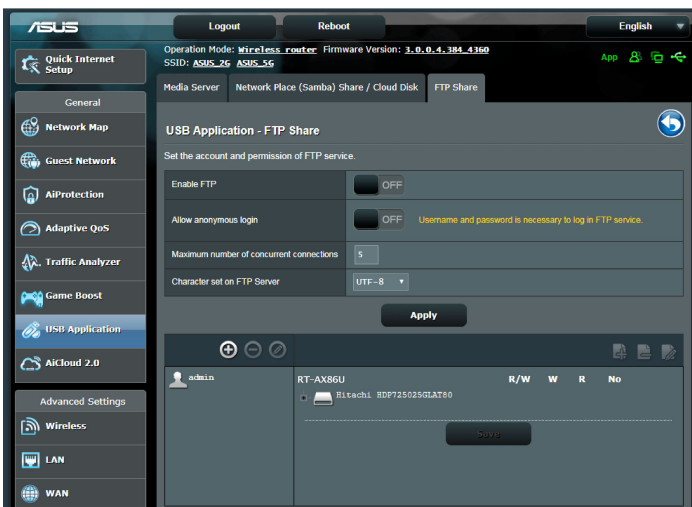 ASUS
Logout
Reboot
English
Quick Internet
Setup
Operation Mode: Wireless router Firmware Version: 3.0.0.4.384_4360
SSID: ASUS_2G ASUS_5G
App
Media Server
Network Place (Samba) Share / Cloud Disk
FTP Share
General
Network Map
Guest Network
AiProtection
Adaptive QoS
Traffic Analyzer
Game Boost
USB Application
AiCloud 2.0
Advanced Settings
Wireless
LAN
WAN
USB Application - FTP Share
Set the account and permission of FTP service.
Enable FTP
OFF
Allow anonymous login
OFF
Username and password is necessary to log in FTP service.
Maximum number of concurrent connections
5
Character set on FTP Server
UTF-8
Apply
admin
RT-AX86U
R/W W R No
Hitachi HDP725025GLAT80
Save